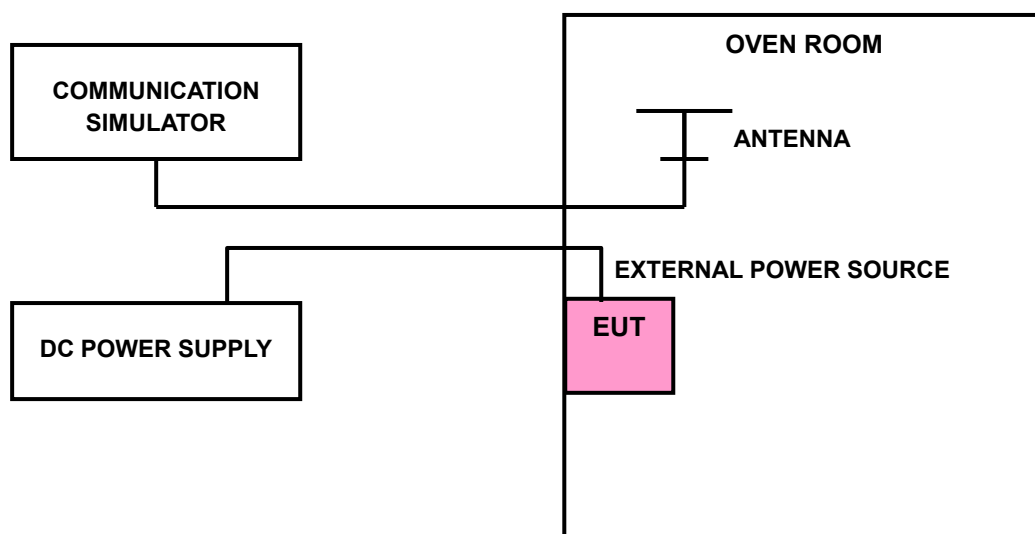 OVEN ROOM
COMMUNICATION
SIMULATOR
ANTENNA
EXTERNAL POWER SOURCE
EUT
DC POWER SUPPLY